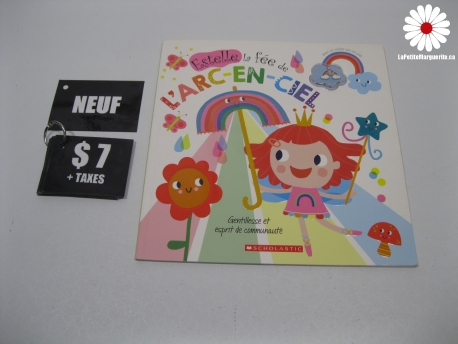 NEUF
$7
+ TAXES
Estelle la fée de
L'ARC-EN-CIEL
Gentillesse et
esprit de communauté
SCHOLASTIC
LaPetiteMarguerite.ca